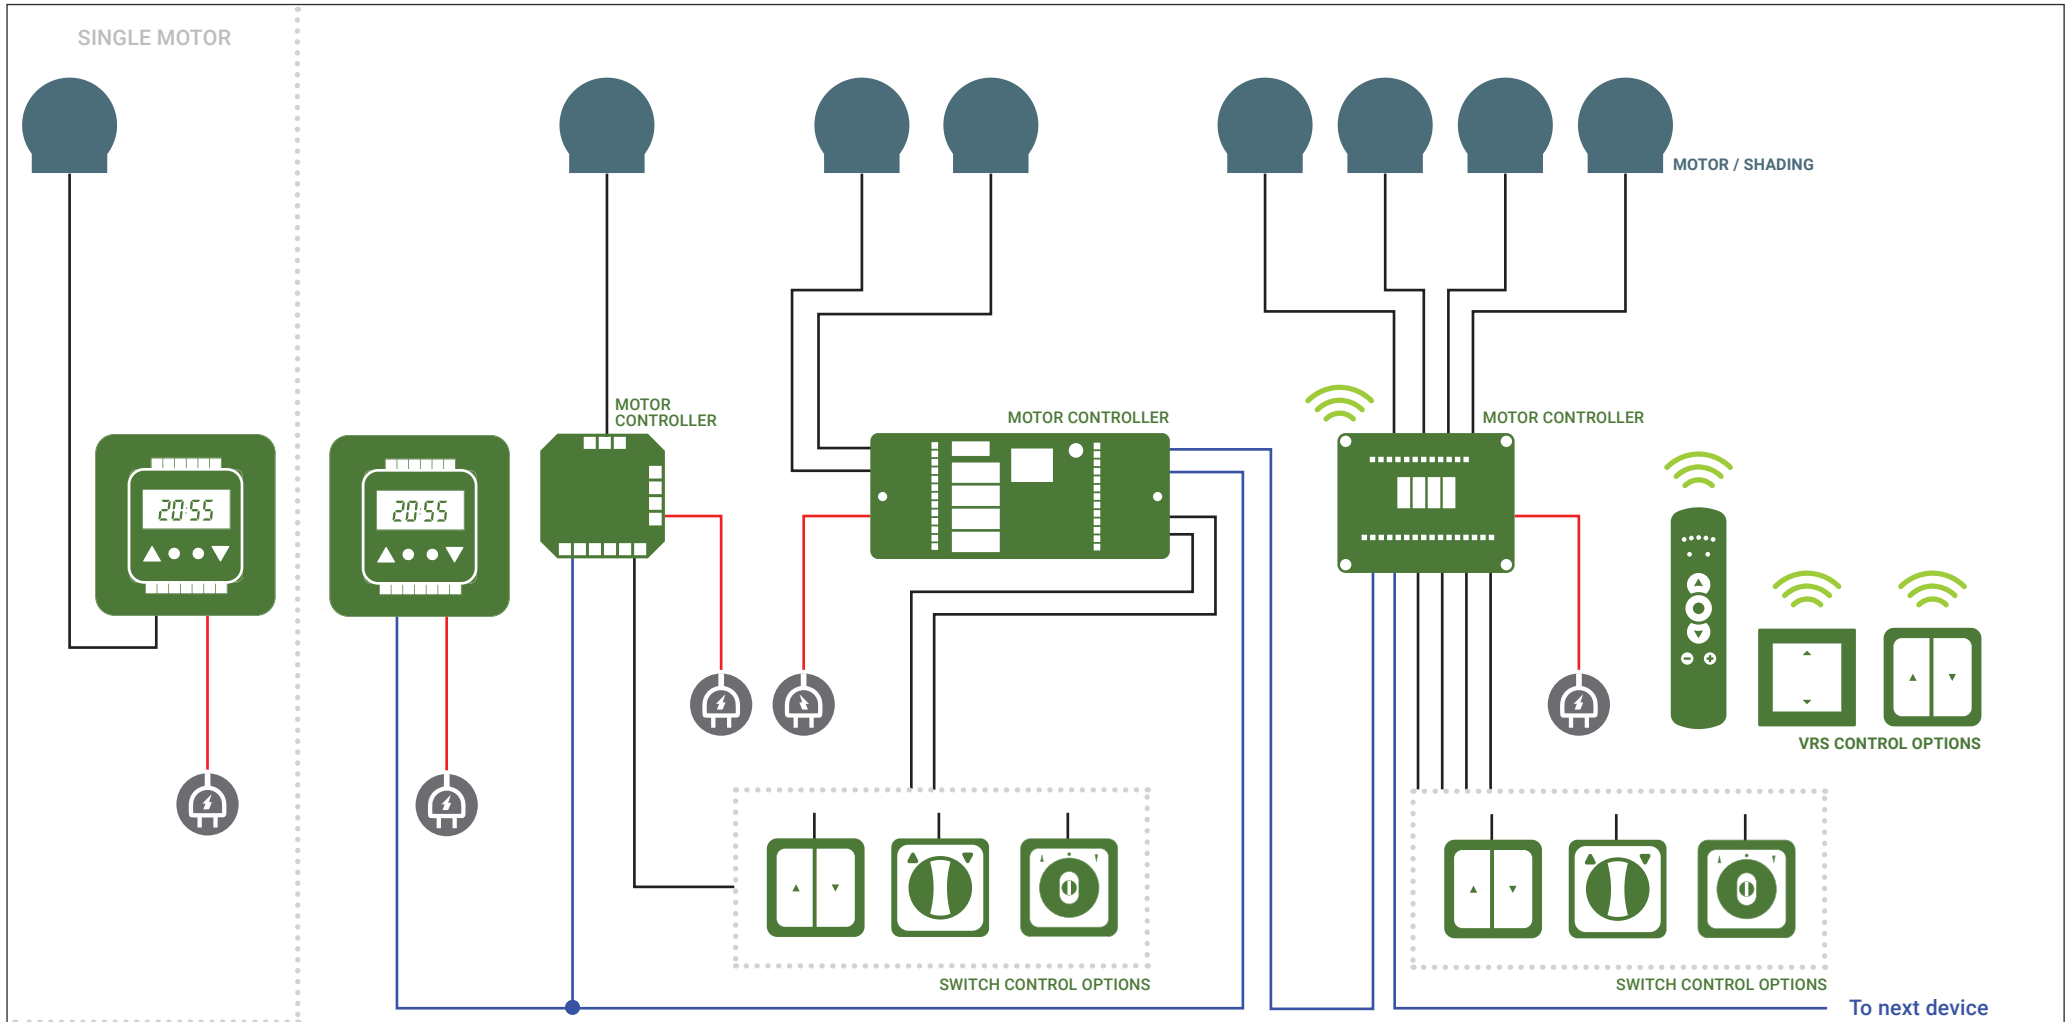 SINGLE MOTOR
MOTOR / SHADING
MOTOR
CONTROLLER
MOTOR CONTROLLER
MOTOR CONTROLLER
20:55
20:55
VRS CONTROL OPTIONS
SWITCH CONTROL OPTIONS
SWITCH CONTROL OPTIONS
To next device